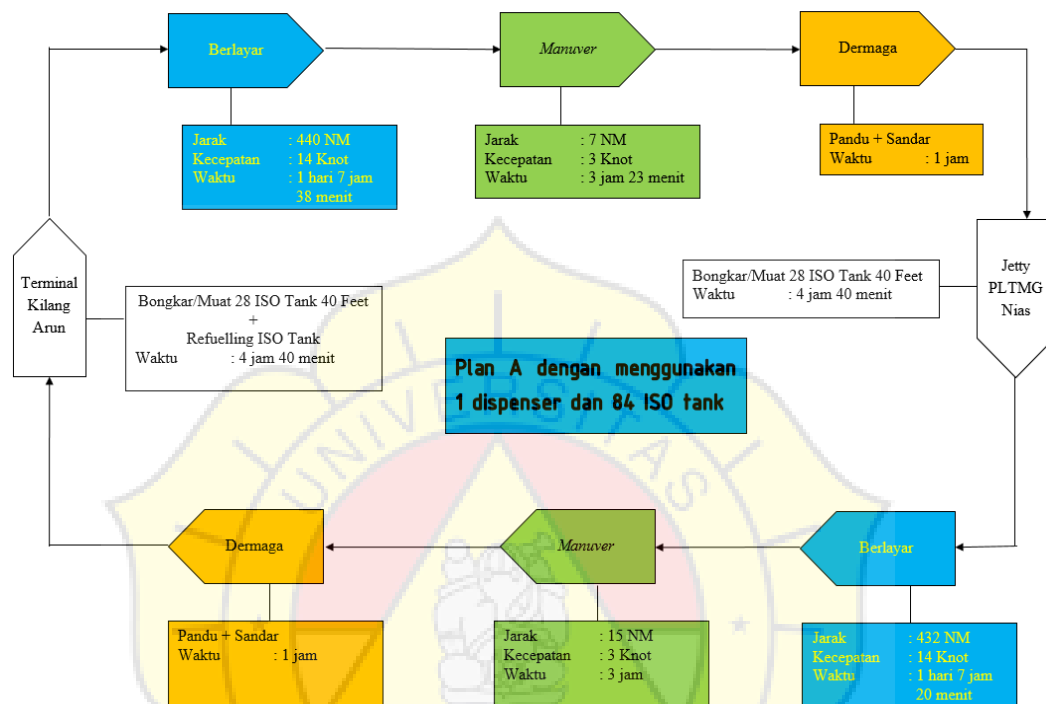 Berlayar
Manuver
Dermaga
Jarak : 440 NM
Kecepatan : 14 Knot
Waktu : 1 hari 7 jam
38 menit
Jarak : 7 NM
Kecepatan : 3 Knot
Waktu : 3 jam 23 menit
Pandu + Sandar
Waktu : 1 jam
Terminal
Kilang
Arun
Bongkar/Muat 28 ISO Tank 40 Feet
+
Refuelling ISO Tank
Waktu : 4 jam 40 menit
Bongkar/Muat 28 ISO Tank 40 Feet
Waktu : 4 jam 40 menit
Jetty
PLTMG
Nias
Plan A dengan menggunakan
1 dispenser dan 84 ISO tank
UNIVERSITAS
Dermaga
Manuver
Berlayar
Pandu + Sandar
Waktu : 1 jam
Jarak : 15 NM
Kecepatan : 3 Knot
Waktu : 3 jam
Jarak : 432 NM
Kecepatan : 14 Knot
Waktu : 1 hari 7 jam
20 menit